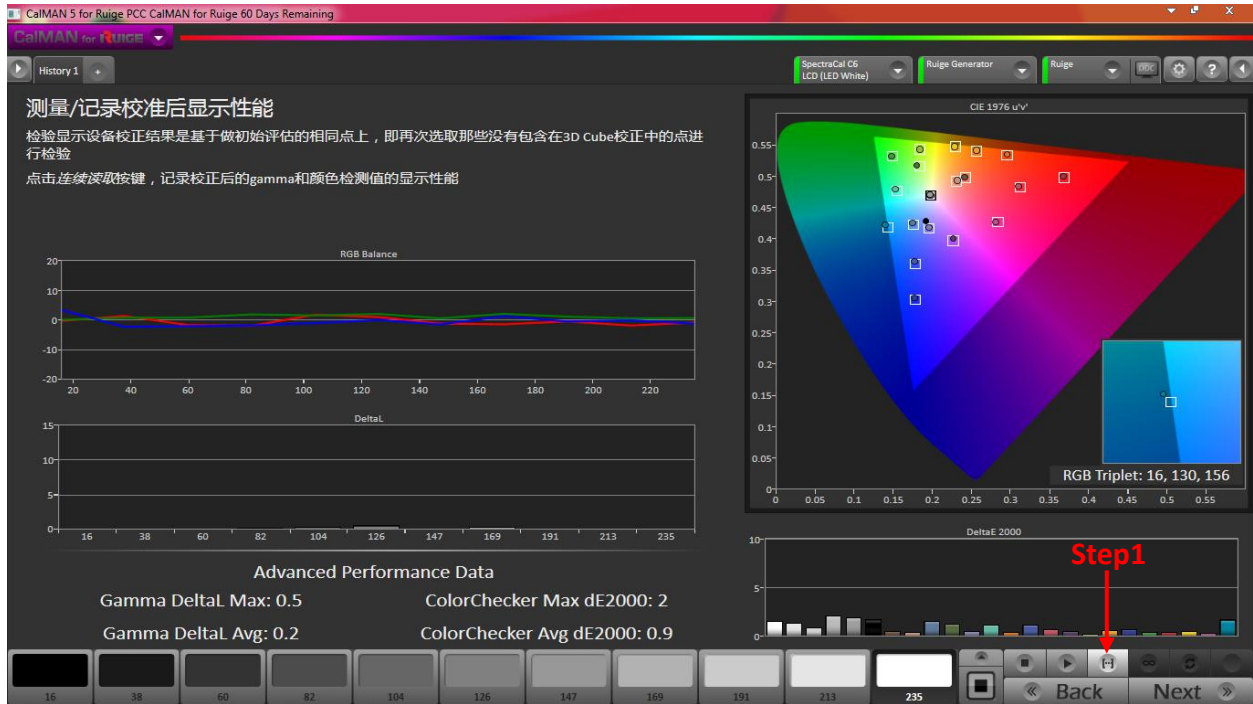 CalMAN 5 for Ruige PCC CalMAN for Ruige 60 Days Remaining
CalMAN for RUIGE
History 1
SpectraCal C6
LCD (LED White)
Ruige Generator
Ruige
DDC
?
测量/记录校准后显示性能
检验显示设备校正结果是基于做初始评估的相同点上，即再次选取那些没有包含在3D Cube校正中的点进
行检验
点击连续读取按键，记录校正后的gamma和颜色检测值的显示性能
RGB Balance
20
10
0
-10
-20
20 40 60 80 100 120 140 160 180 200 220
DeltaL
15
10
5
0
16 38 60 82 104 126 147 169 191 213 235
Advanced Performance Data
Gamma DeltaL Max: 0.5
ColorChecker Max dE2000: 2
Gamma DeltaL Avg: 0.2
ColorChecker Avg dE2000: 0.9
CIE 1976 u'v'
0.55
0.5
0.45
0.4
0.35
0.3
0.25
0.2
0.15
0.1
0.05
0
0 0.05 0.1 0.15 0.2 0.25 0.3 0.35 0.4 0.45 0.5 0.55
RGB Triplet: 16, 130, 156
DeltaE 2000
10
5
0
Step1
16 38 60 82 104 126 147 169 191 213 235
Back
Next